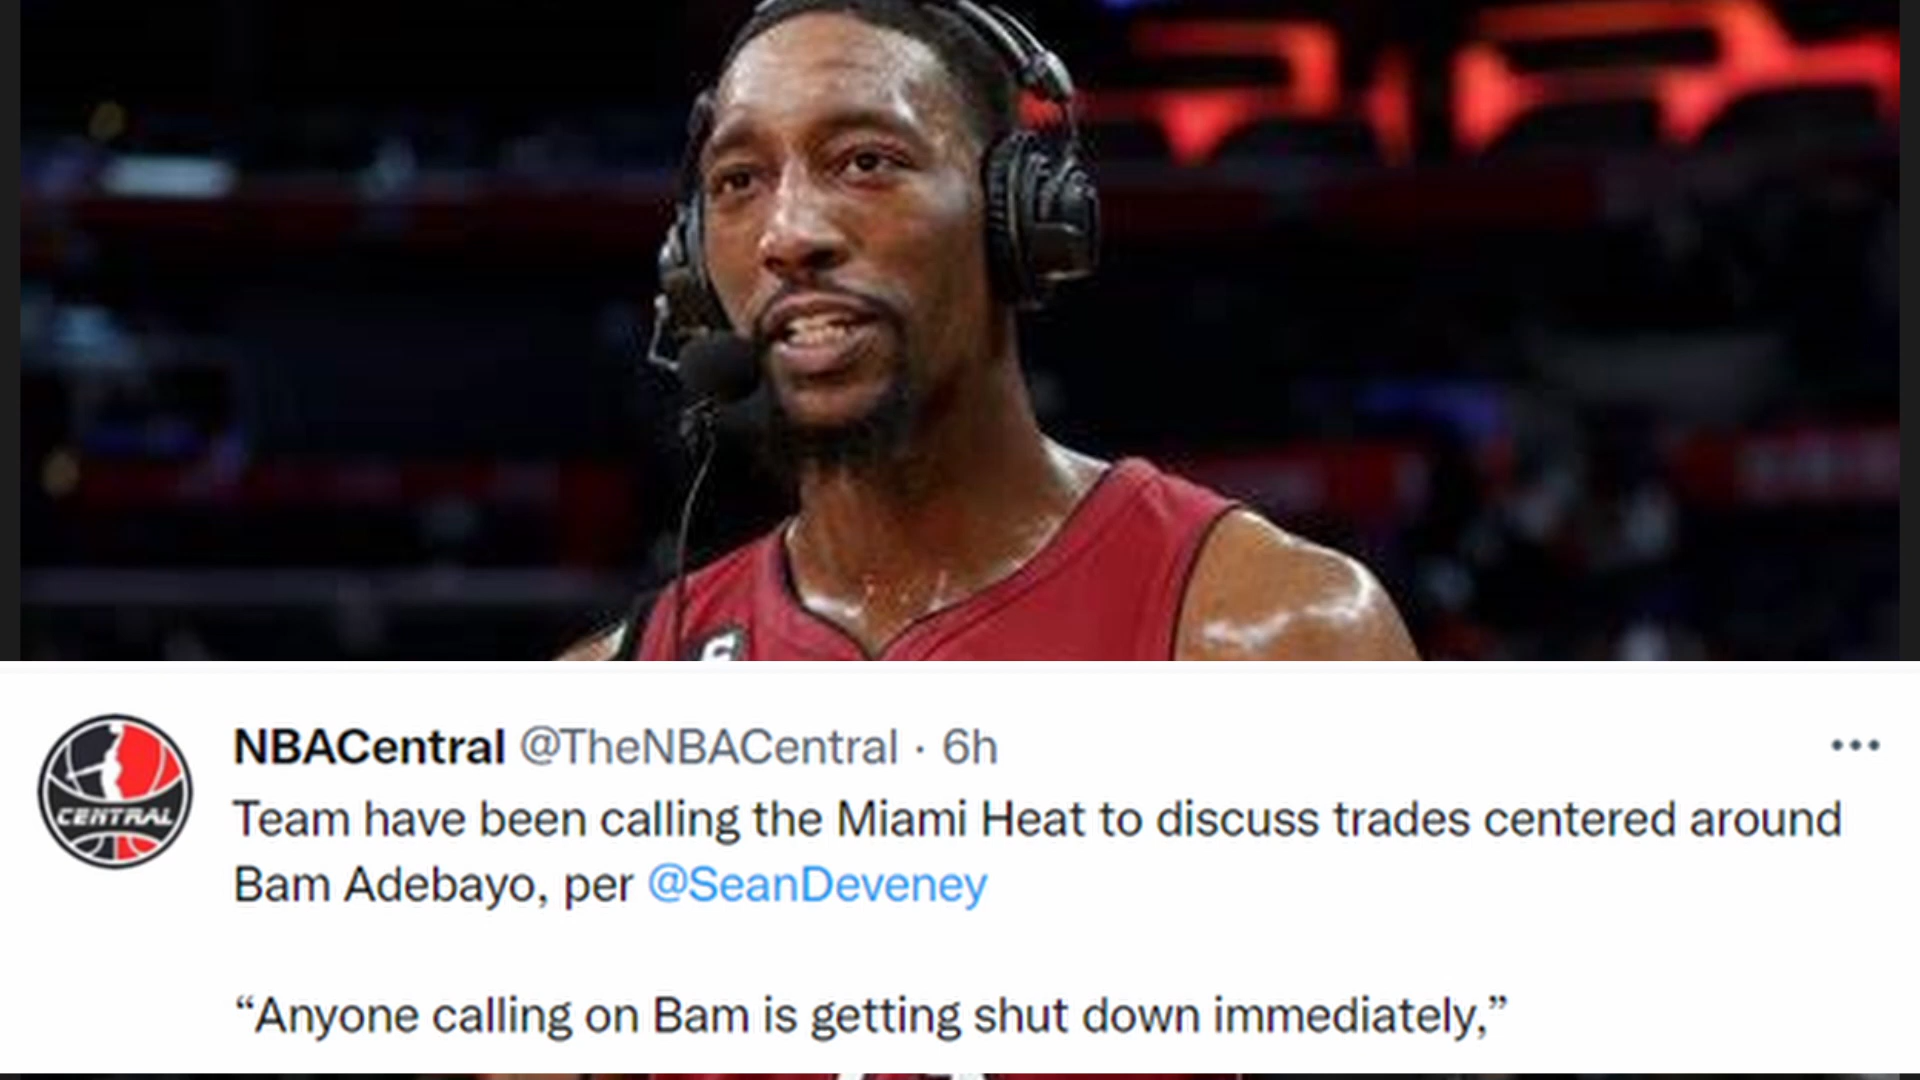 NBACentral @TheNBACentral · 6h
CENTRAL
Team have been calling the Miami Heat to discuss trades centered around
Bam Adebayo, per @SeanDeveney
“Anyone calling on Bam is getting shut down immediately,”